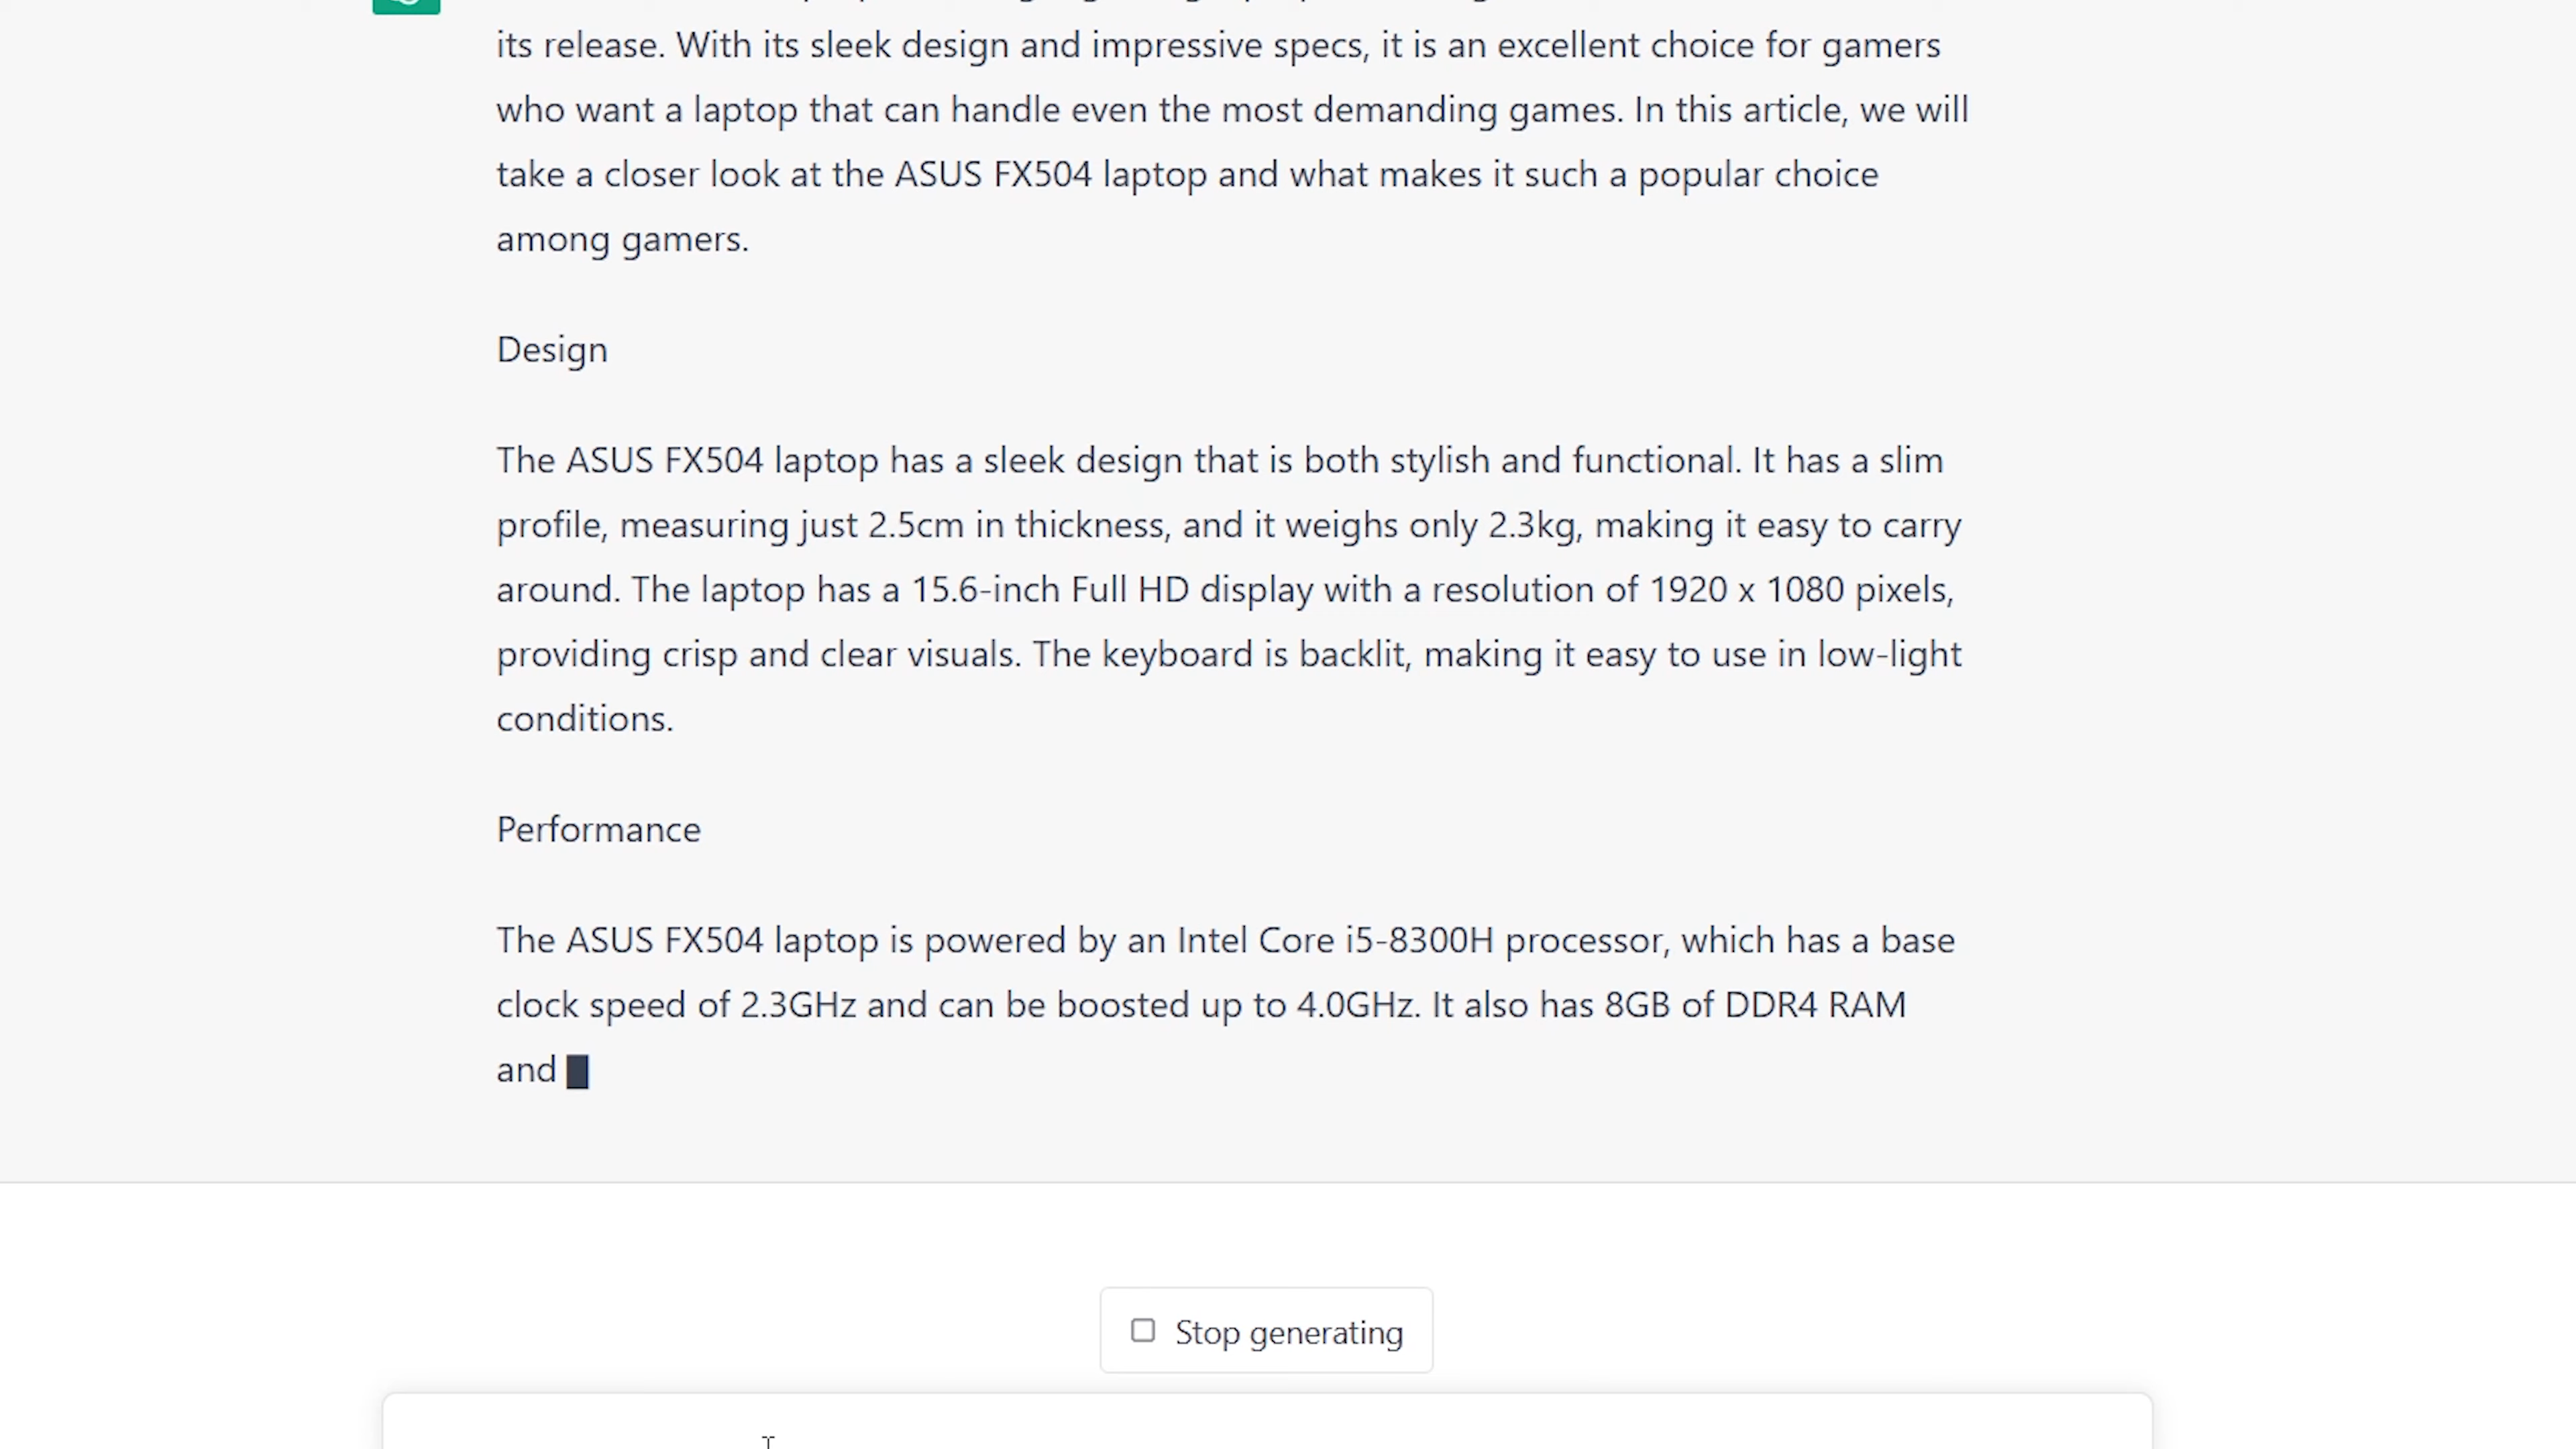 its release. With its sleek design and impressive specs, it is an excellent choice for gamers
who want a laptop that can handle even the most demanding games. In this article, we will
take a closer look at the ASUS FX504 laptop and what makes it such a popular choice
among gamers.
Design
The ASUS FX504 laptop has a sleek design that is both stylish and functional. It has a slim
profile, measuring just 2.5cm in thickness, and it weighs only 2.3kg, making it easy to carry
around. The laptop has a 15.6-inch Full HD display with a resolution of 1920 x 1080 pixels,
providing crisp and clear visuals. The keyboard is backlit, making it easy to use in low-light
conditions.
Performance
The ASUS FX504 laptop is powered by an Intel Core i5-8300H processor, which has a base
clock speed of 2.3GHz and can be boosted up to 4.0GHz. It also has 8GB of DDR4 RAM
and
Stop generating